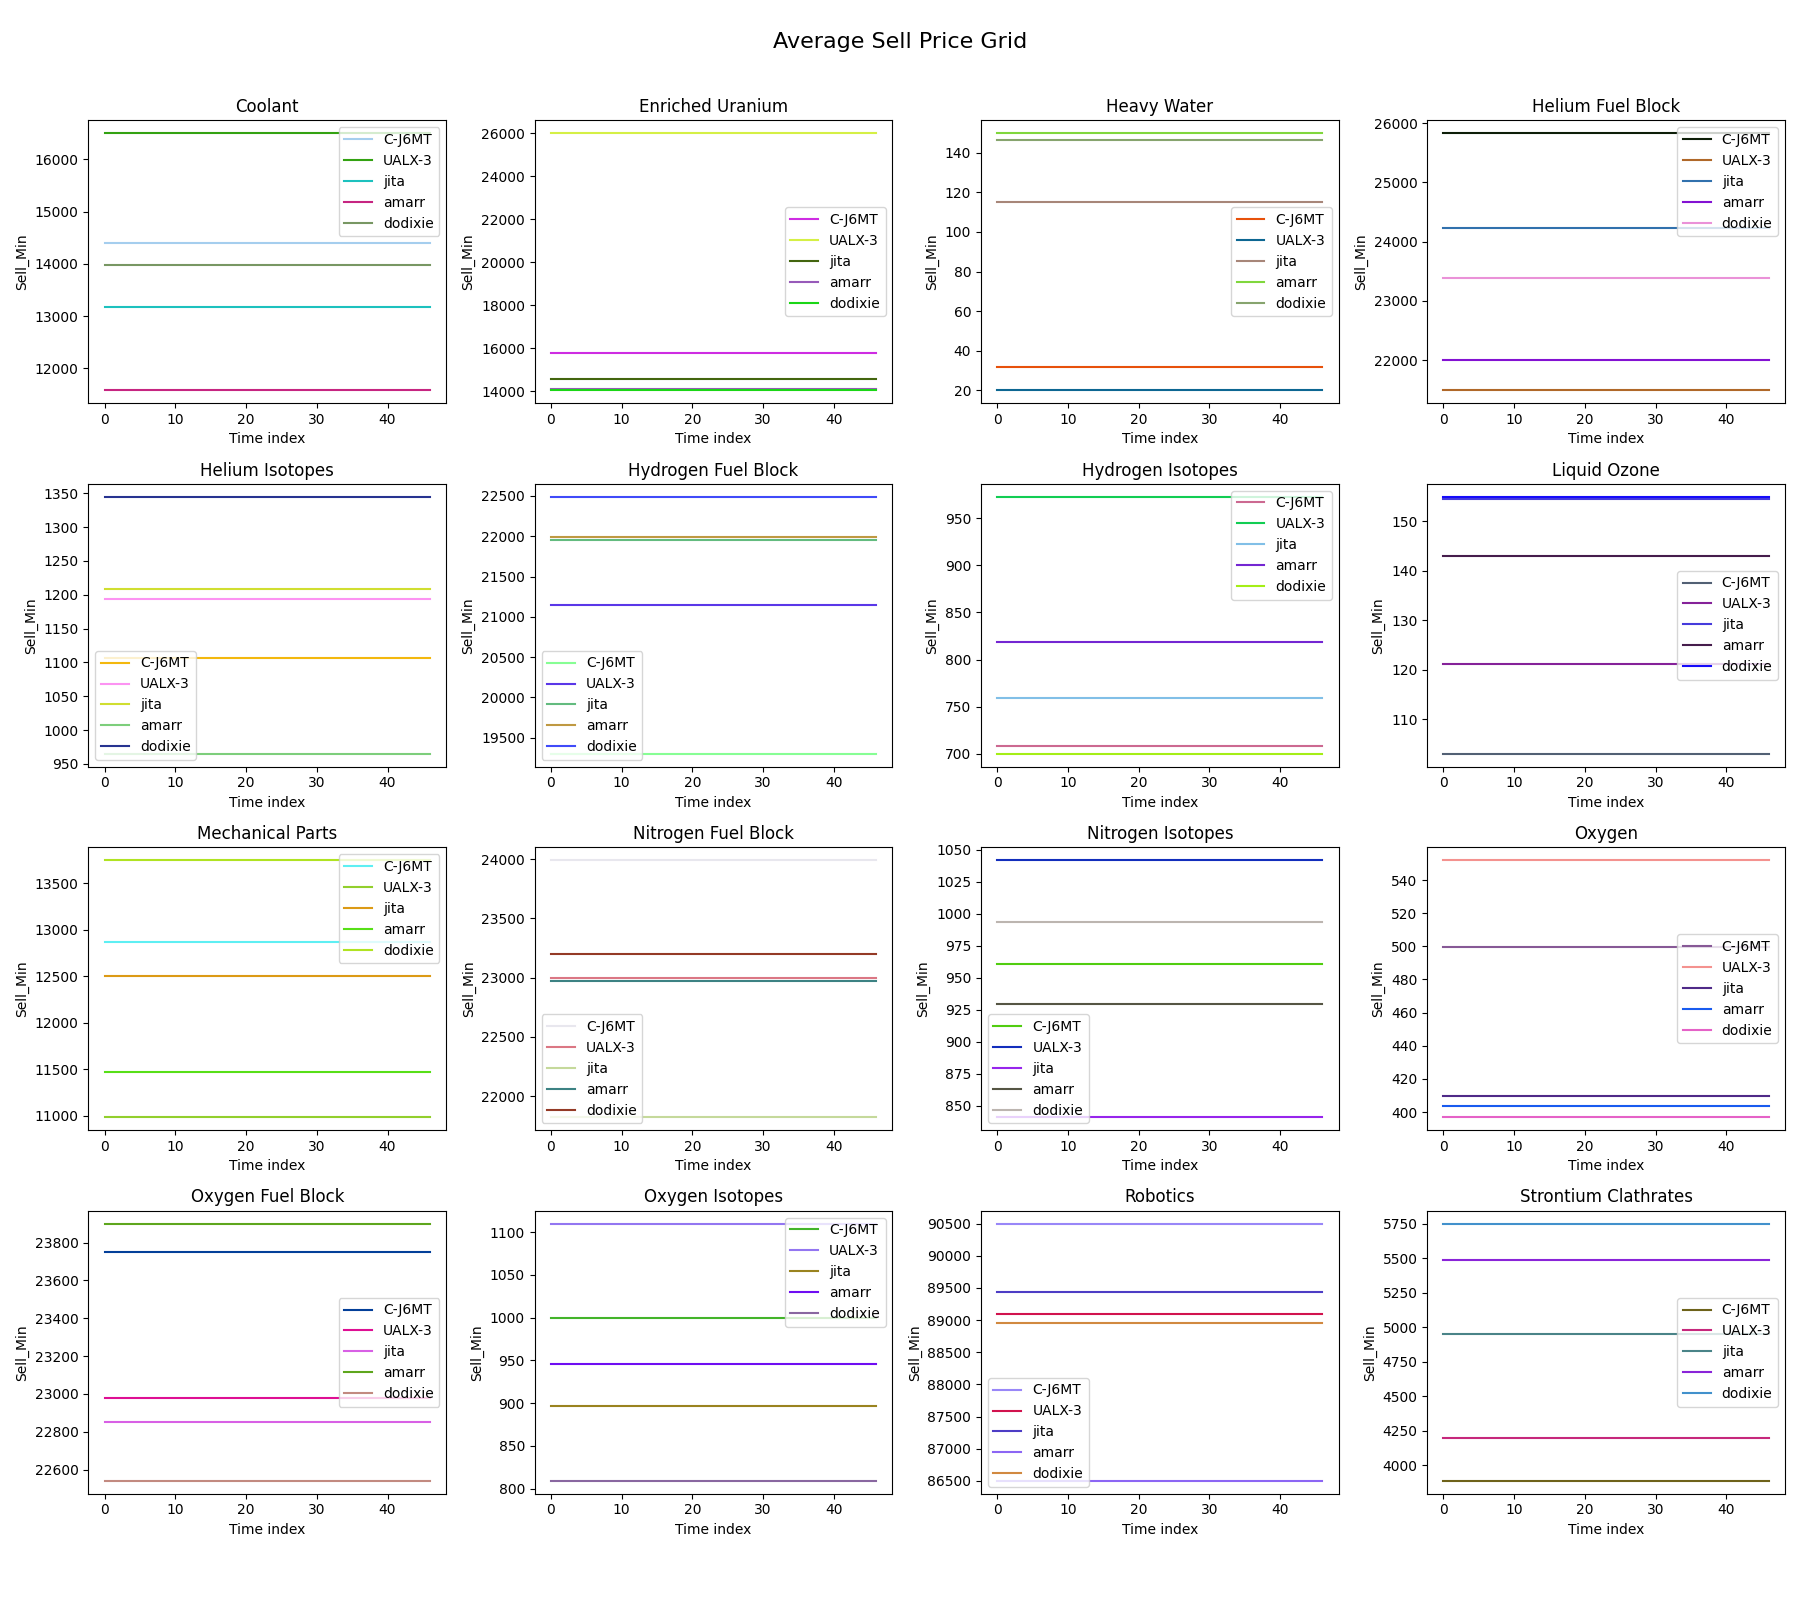 Average Sell Price Grid
Coolant
Sell_Min
16000
15000
14000
13000
12000
C-J6MT
UALX-3
jita
amarr
dodixie
0 10 20 30 40
Time index
Enriched Uranium
Sell_Min
26000
24000
22000
20000
18000
16000
14000
C-J6MT
UALX-3
jita
amarr
dodixie
0 10 20 30 40
Time index
Heavy Water
Sell_Min
140
120
100
80
60
40
20
C-J6MT
UALX-3
jita
amarr
dodixie
0 10 20 30 40
Time index
Helium Fuel Block
Sell_Min
26000
25000
24000
23000
22000
C-J6MT
UALX-3
jita
amarr
dodixie
0 10 20 30 40
Time index
Helium Isotopes
Sell_Min
1350
1300
1250
1200
1150
1100
1050
1000
950
C-J6MT
UALX-3
jita
amarr
dodixie
0 10 20 30 40
Time index
Hydrogen Fuel Block
Sell_Min
22500
22000
21500
21000
20500
20000
19500
C-J6MT
UALX-3
jita
amarr
dodixie
0 10 20 30 40
Time index
Hydrogen Isotopes
Sell_Min
950
900
850
800
750
700
C-J6MT
UALX-3
jita
amarr
dodixie
0 10 20 30 40
Time index
Liquid Ozone
Sell_Min
150
140
130
120
110
C-J6MT
UALX-3
jita
amarr
dodixie
0 10 20 30 40
Time index
Mechanical Parts
Sell_Min
13500
13000
12500
12000
11500
11000
C-J6MT
UALX-3
jita
amarr
dodixie
0 10 20 30 40
Time index
Nitrogen Fuel Block
Sell_Min
24000
23500
23000
22500
22000
C-J6MT
UALX-3
jita
amarr
dodixie
0 10 20 30 40
Time index
Nitrogen Isotopes
Sell_Min
1050
1025
1000
975
950
925
900
875
850
C-J6MT
UALX-3
jita
amarr
dodixie
0 10 20 30 40
Time index
Oxygen
Sell_Min
540
520
500
480
460
440
420
400
C-J6MT
UALX-3
jita
amarr
dodixie
0 10 20 30 40
Time index
Oxygen Fuel Block
Sell_Min
23800
23600
23400
23200
23000
22800
22600
C-J6MT
UALX-3
jita
amarr
dodixie
0 10 20 30 40
Time index
Oxygen Isotopes
Sell_Min
1100
1050
1000
950
900
850
800
C-J6MT
UALX-3
jita
amarr
dodixie
0 10 20 30 40
Time index
Robotics
Sell_Min
90500
90000
89500
89000
88500
88000
87500
87000
86500
C-J6MT
UALX-3
jita
amarr
dodixie
0 10 20 30 40
Time index
Strontium Clathrates
Sell_Min
5750
5500
5250
5000
4750
4500
4250
4000
C-J6MT
UALX-3
jita
amarr
dodixie
0 10 20 30 40
Time index